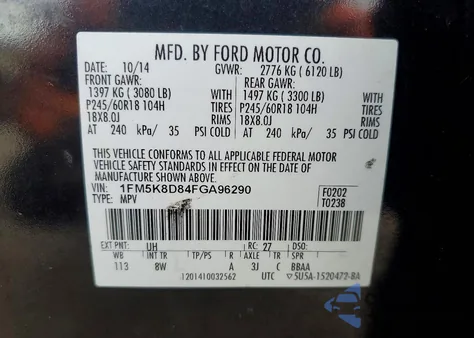 MFD. BY FORD MOTOR CO.
DATE: 10/14 GVWR: 2776 KG ( 6120 LB)
FRONT GAWR: REAR GAWR:
1397 KG ( 3080 LB) WITH 1497 KG ( 3300 LB) WITH
P245/60R18 104H TIRES P245/60R18 104H TIRES
18X8.0J RIMS 18X8.0J RIMS
AT 240 kPa/ 35 PSI COLD AT 240 kPa/ 35 PSI COLD
THIS VEHICLE CONFORMS TO ALL APPLICABLE FEDERAL MOTOR
VEHICLE SAFETY STANDARDS IN EFFECT ON THE DATE OF
MANUFACTURE SHOWN ABOVE.
VIN: 1FM5K8D84FGA96290 F0202
TYPE: MPV T0238
EXT PNT: UH RC: 27 DSO:
WB INT TR TP/PS R AXLE TR SPR
113 8W A 3J C BBAA
1201410032562 UTC 5U5A-1520472-BA